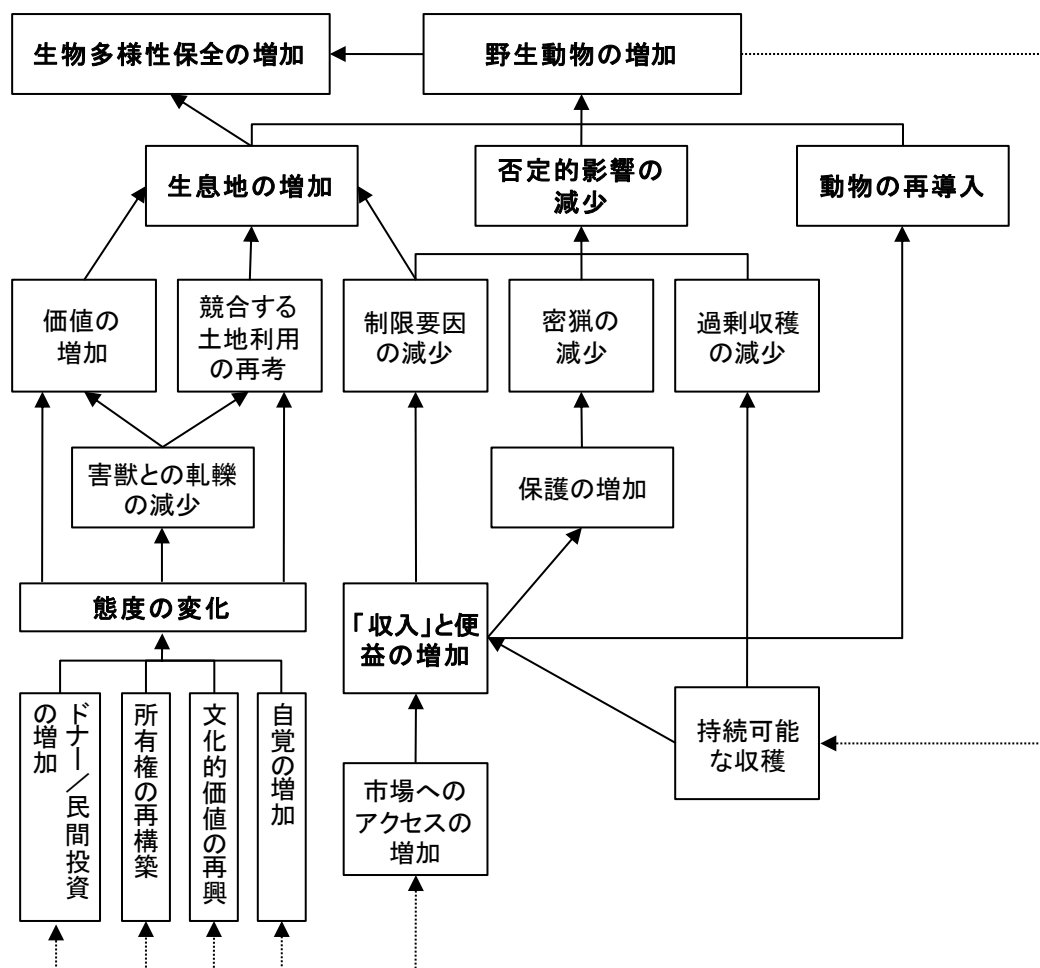 生物多様性保全の増加
野生動物の増加
生息地の増加
否定的影響の
減少
動物の再導入
価値の
増加
競合する
土地利用
の再考
制限要因
の減少
密猟の
減少
過剰収穫
の減少
害獣との軋轢
の減少
保護の増加
態度の変化
「収入」と便
益の増加
ドナー／民間投資
の増加
所有権の再構築
文化的価値の再興
自覚の増加
市場への
アクセスの
増加
持続可能
な収穫